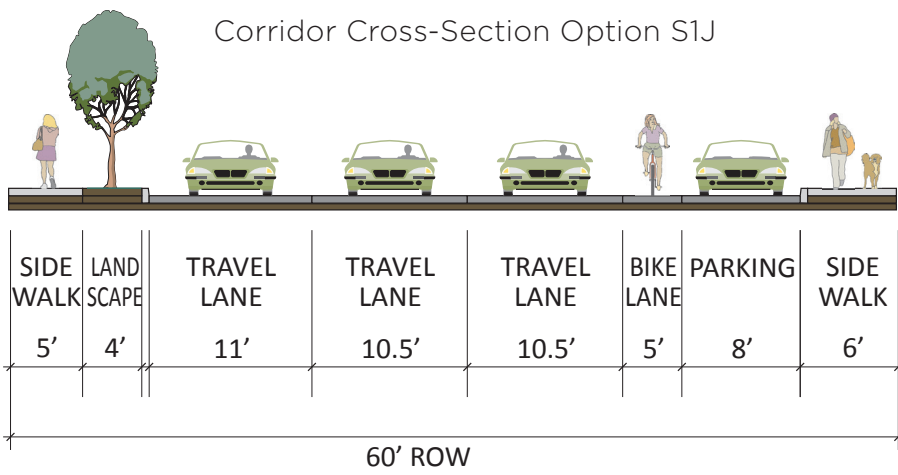 Corridor Cross-Section Option S1J
SIDE WALK 5’
LAND SCAPE 4’
TRAVEL LANE 11’
TRAVEL LANE 10.5’
TRAVEL LANE 10.5’
BIKE LANE 5’
PARKING 8’
SIDE WALK 6’
60’ ROW